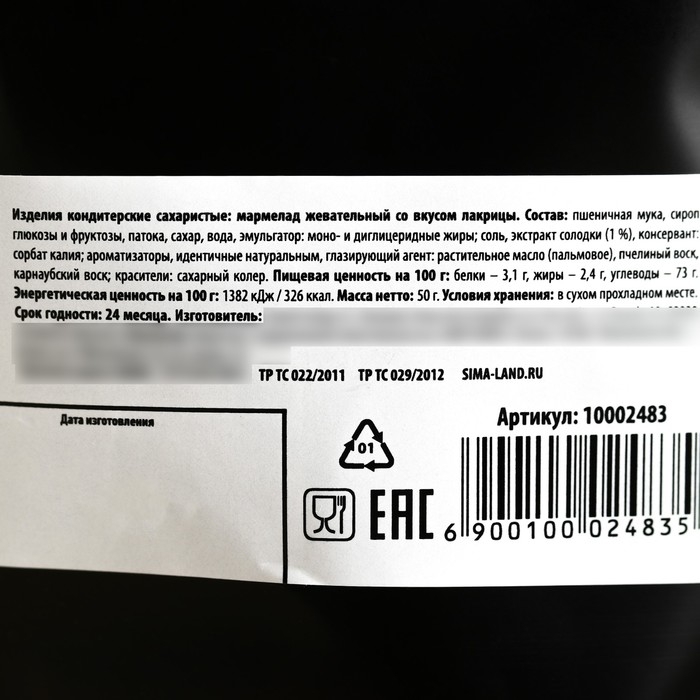 Изделия кондитерские сахаристые: мармелад жевательный со вкусом лакрицы. Состав: пшеничная мука, сироп
глюкозы и фруктозы, патока, сахар, вода, эмульгатор: моно- и диглицеридные жиры; соль, экстракт солодки (1 %), консервант:
сорбат калия; ароматизаторы, идентичные натуральным, глазирующий агент: растительное масло (пальмовое), пчелиный воск,
карнаубский воск; красители: сахарный колер. Пищевая ценность на 100 г: белки – 3,1 г, жиры – 2,4 г, углеводы – 73 г.
Энергетическая ценность на 100 г: 1382 кДж / 326 ккал. Масса нетто: 50 г. Условия хранения: в сухом прохладном месте.
Срок годности: 24 месяца. Изготовитель:
ТР ТС 022/2011 ТР ТС 029/2012 SIMA-LAND.RU
Дата изготовления
Артикул: 10002483
01
EAC
6 900100 024835